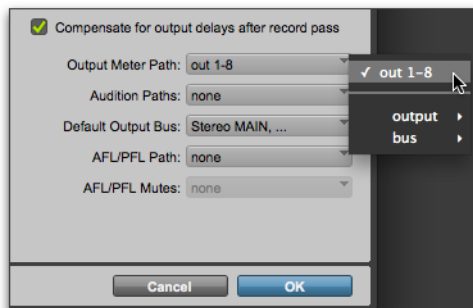 Compensate for output delays after record pass
Output Meter Path: out 1-8
✓ out 1-8
Audition Paths: none
output
Default Output Bus: Stereo MAIN, ...
bus
AFL/PFL Path: none
AFL/PFL Mutes: none
Cancel OK